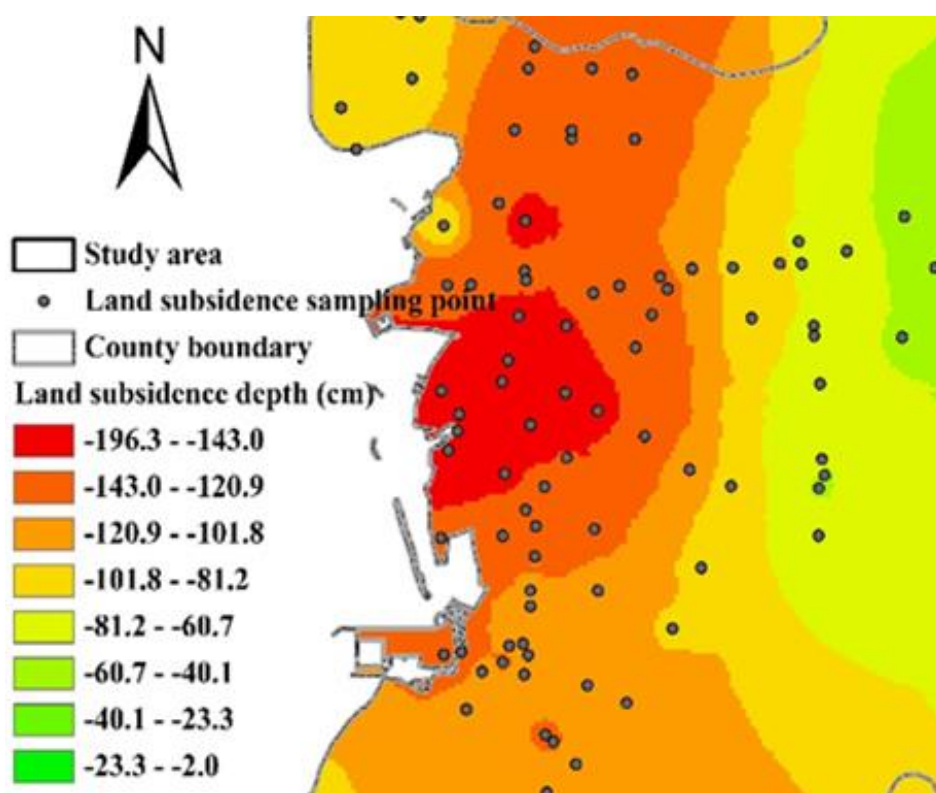 N
Study area
Land subsidence sampling point
County boundary
Land subsidence depth (cm)
-196.3 - -143.0
-143.0 - -120.9
-120.9 - -101.8
-101.8 - -81.2
-81.2 - -60.7
-60.7 - -40.1
-40.1 - -23.3
-23.3 - -2.0